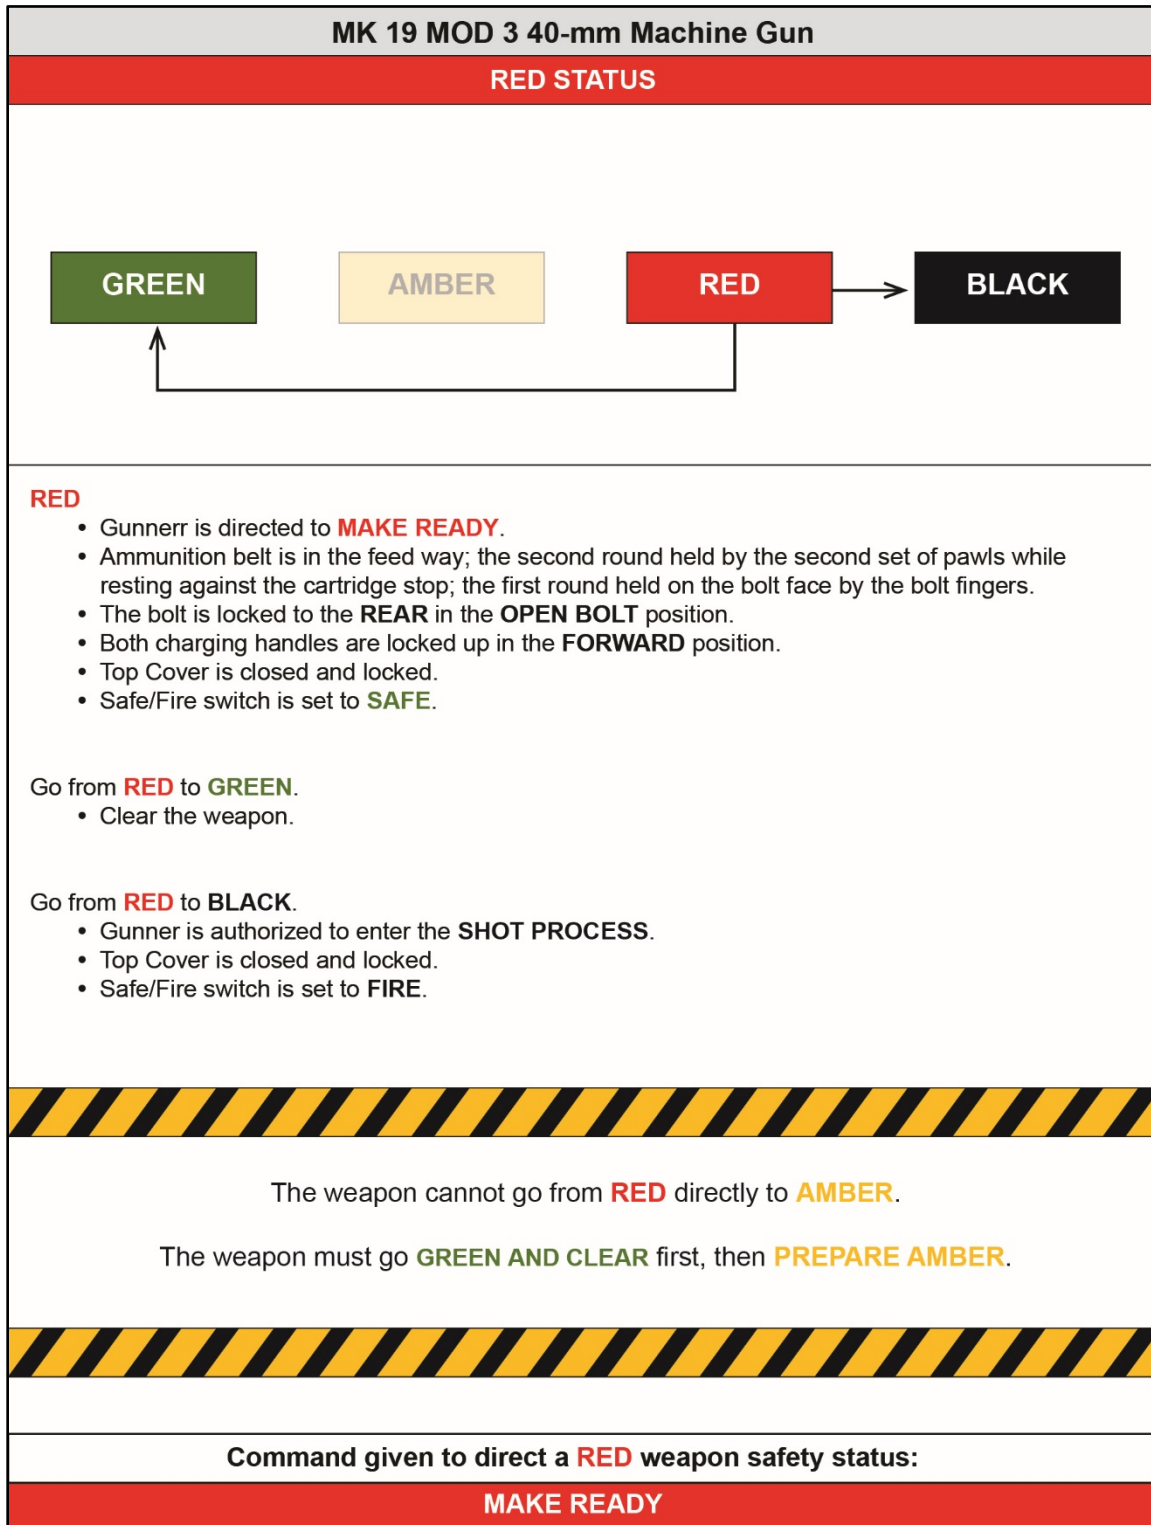 MK 19 MOD 3 40-mm Machine Gun
RED STATUS
GREEN
AMBER
RED
BLACK
RED
• Gunnerr is directed to MAKE READY.
• Ammunition belt is in the feed way; the second round held by the second set of pawls while
resting against the cartridge stop; the first round held on the bolt face by the bolt fingers.
• The bolt is locked to the REAR in the OPEN BOLT position.
• Both charging handles are locked up in the FORWARD position.
• Top Cover is closed and locked.
• Safe/Fire switch is set to SAFE.
Go from RED to GREEN.
• Clear the weapon.
Go from RED to BLACK.
• Gunner is authorized to enter the SHOT PROCESS.
• Top Cover is closed and locked.
• Safe/Fire switch is set to FIRE.
The weapon cannot go from RED directly to AMBER.
The weapon must go GREEN AND CLEAR first, then PREPARE AMBER.
Command given to direct a RED weapon safety status:
MAKE READY